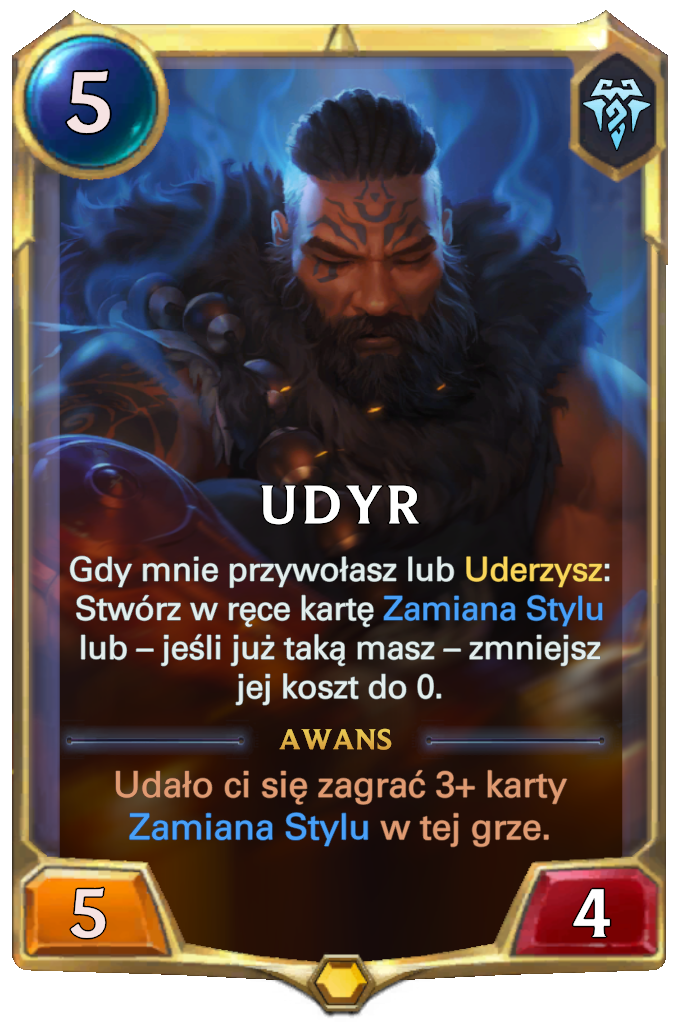 5
UDYR
Gdy mnie przywołasz lub Uderzysz:
Stwórz w ręce kartę Zamiana Stylu
lub – jeśli już taką masz – zmniejsz
jej koszt do 0.
AWANS
Udało ci się zagrać 3+ karty
Zamiana Stylu w tej grze.
5
4